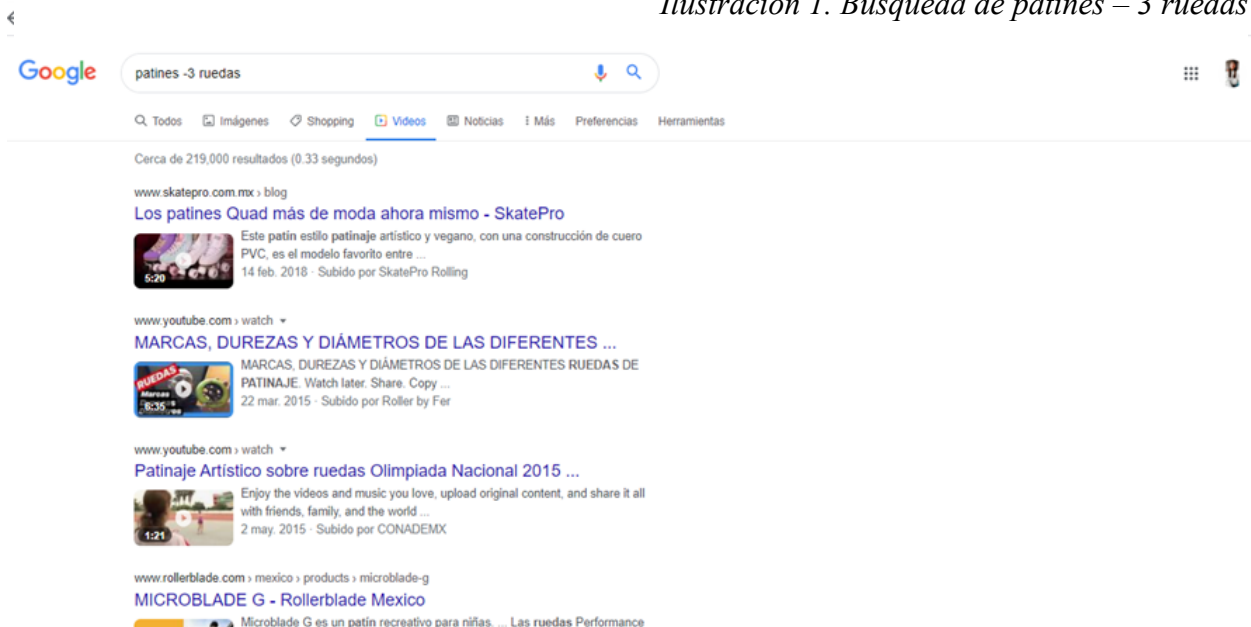 Ilustración 1. Búsqueda de patines – 3 ruedas
Google
patines -3 ruedas
Todos Imágenes Shopping Videos Noticias Más Preferencias Herramientas
Cerca de 219,000 resultados (0.33 segundos)
www.skatepro.com.mx › blog
Los patines Quad más de moda ahora mismo - SkatePro
Este patín estilo patinaje artístico y vegano, con una construcción de cuero
PVC, es el modelo favorito entre ...
5:20
14 feb. 2018 · Subido por SkatePro Rolling
www.youtube.com › watch
MARCAS, DUREZAS Y DIÁMETROS DE LAS DIFERENTES ...
MARCAS, DUREZAS Y DIÁMETROS DE LAS DIFERENTES RUEDAS DE
PATINAJE. Watch later. Share. Copy ...
RUEDAS
Marcas
6:35
22 mar. 2015 · Subido por Roller by Fer
www.youtube.com › watch
Patinaje Artístico sobre ruedas Olimpiada Nacional 2015 ...
Enjoy the videos and music you love, upload original content, and share it all
with friends, family, and the world ...
1:21
2 may. 2015 · Subido por CONADEMX
www.rollerblade.com › mexico › products › microblade-g
MICROBLADE G - Rollerblade Mexico
Microblade G es un patín recreativo para niñas. ... Las ruedas Performance